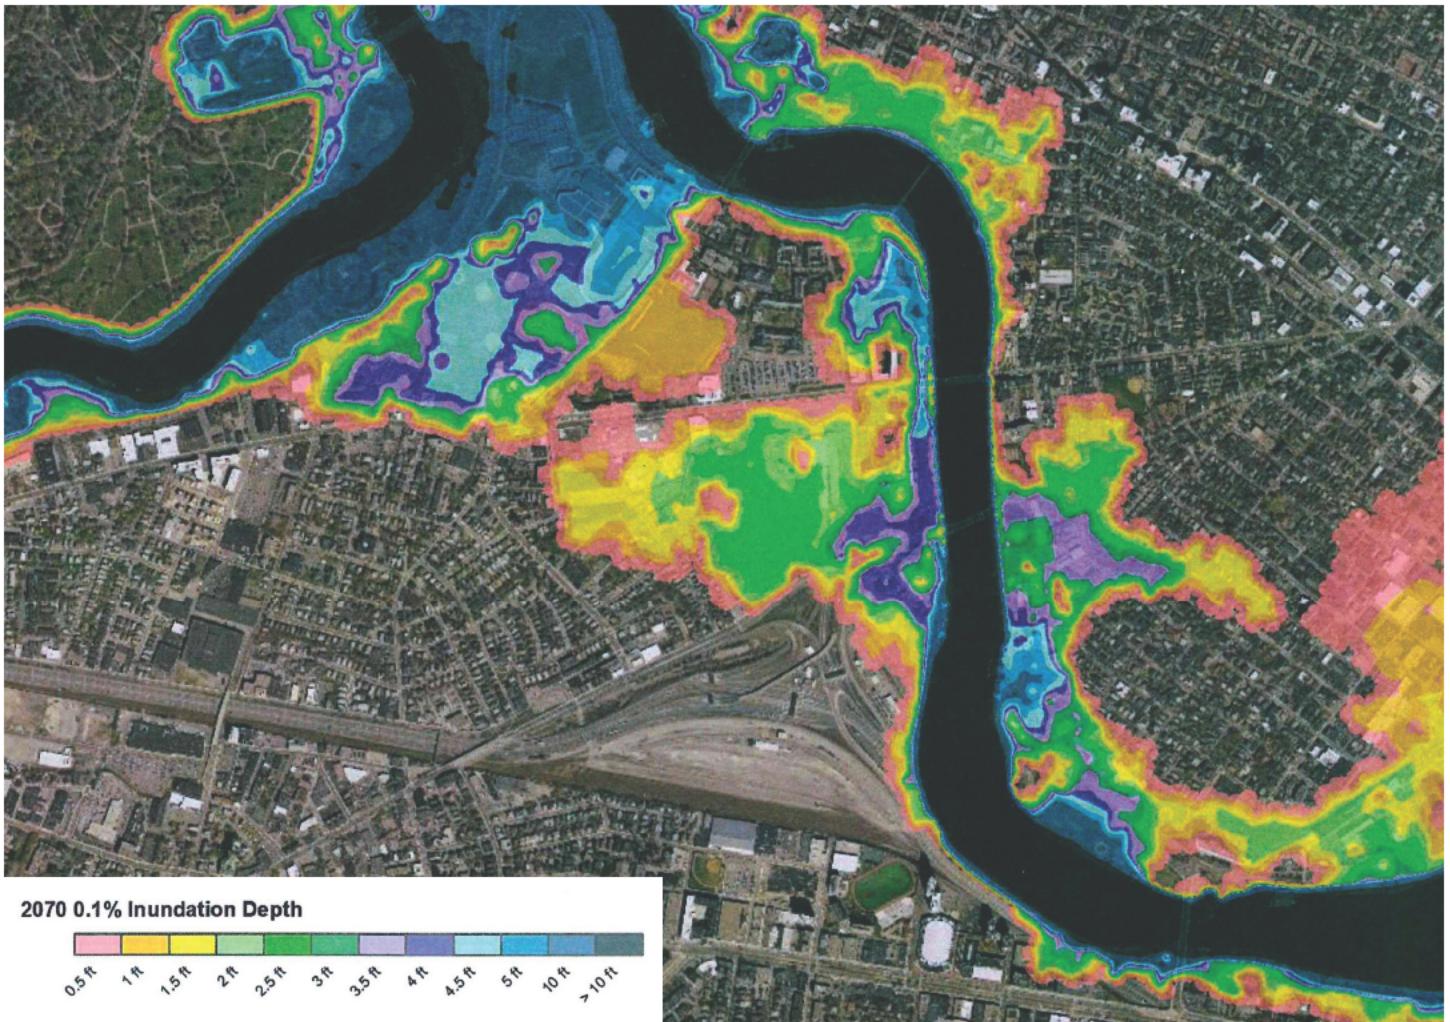 2070 0.1% Inundation Depth
0.5 ft
1 ft
1.5 ft
2 ft
2.5 ft
3 ft
3.5 ft
4 ft
4.5 ft
5 ft
10 ft
> 10 ft